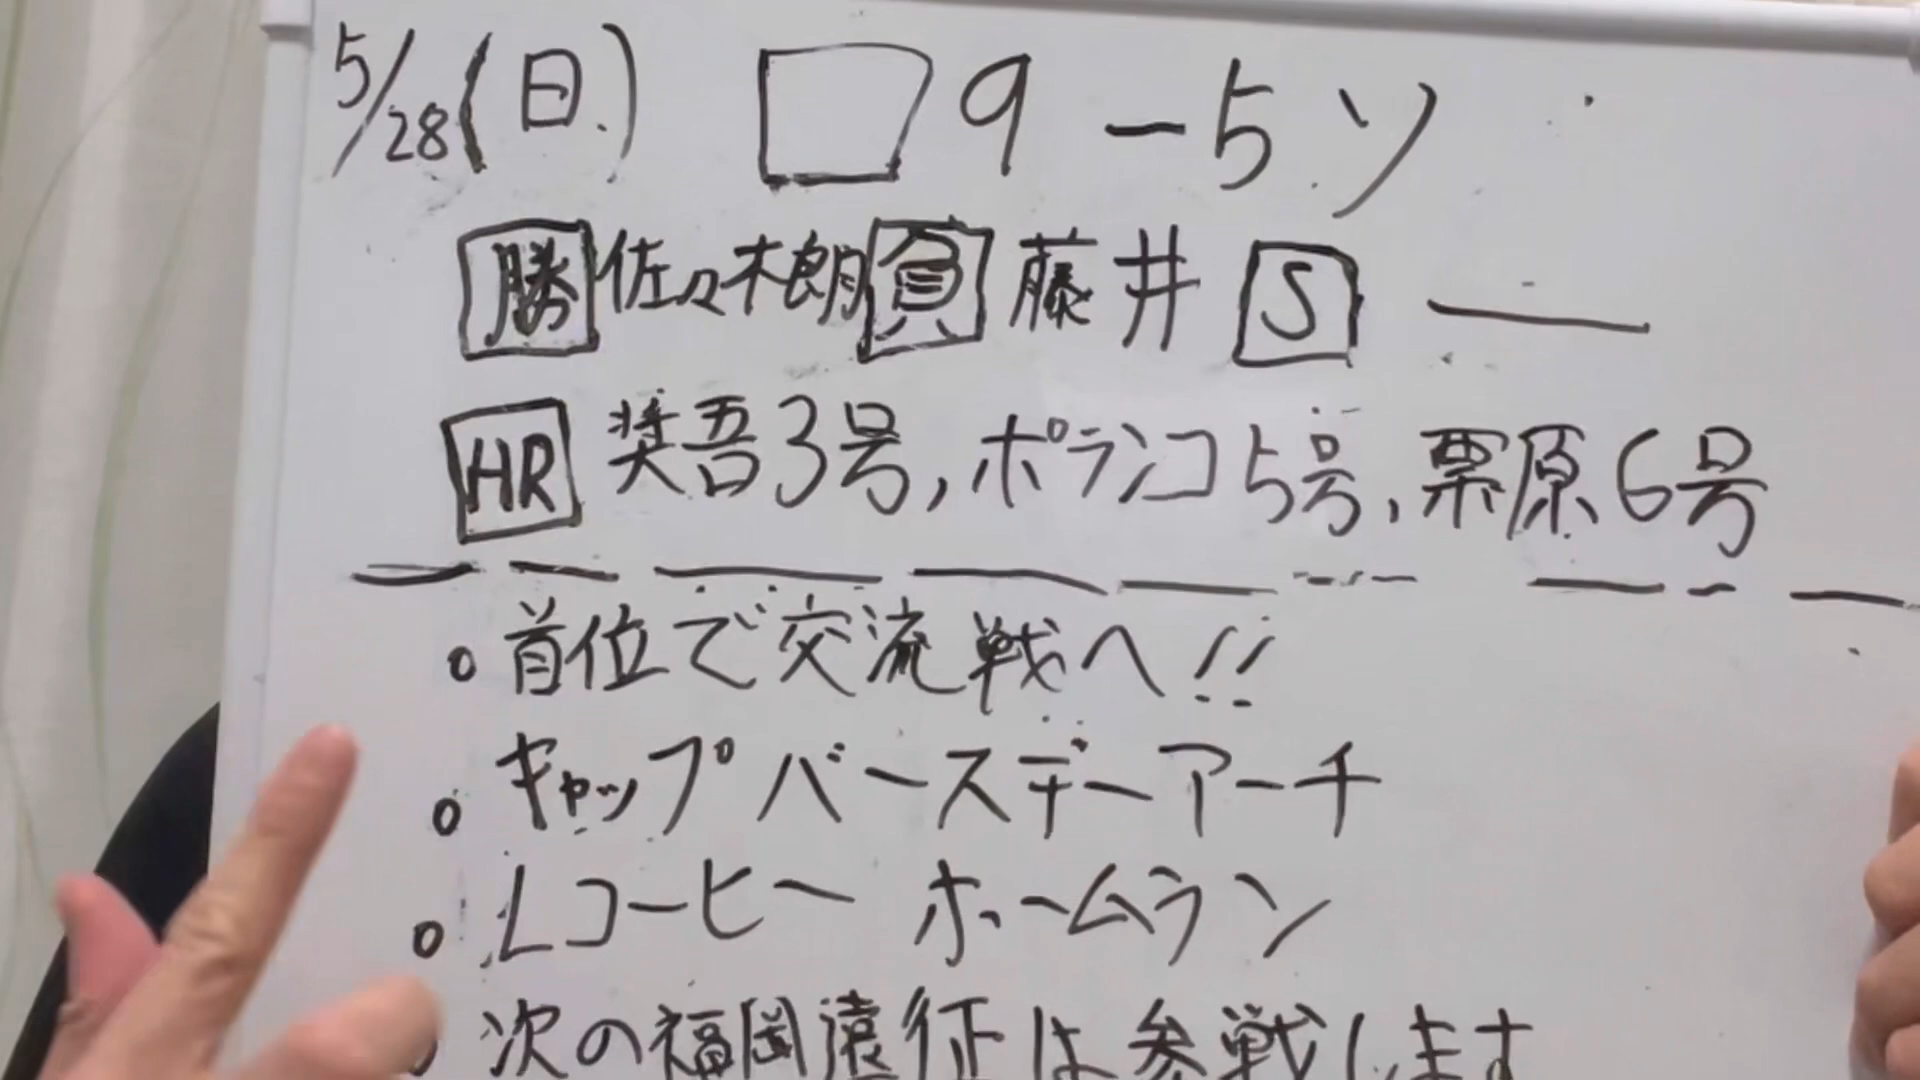 5/28(日.) ロ9-5ソ
勝 佐々木朗 負 藤井 S ―
HR 奨吾3号,ポランコ5号,栗原6号
。首位で交流戦へ!!
。キャップバースデーアーチ
。Lコーヒー ホームラン
。次の福岡遠征は参戦します